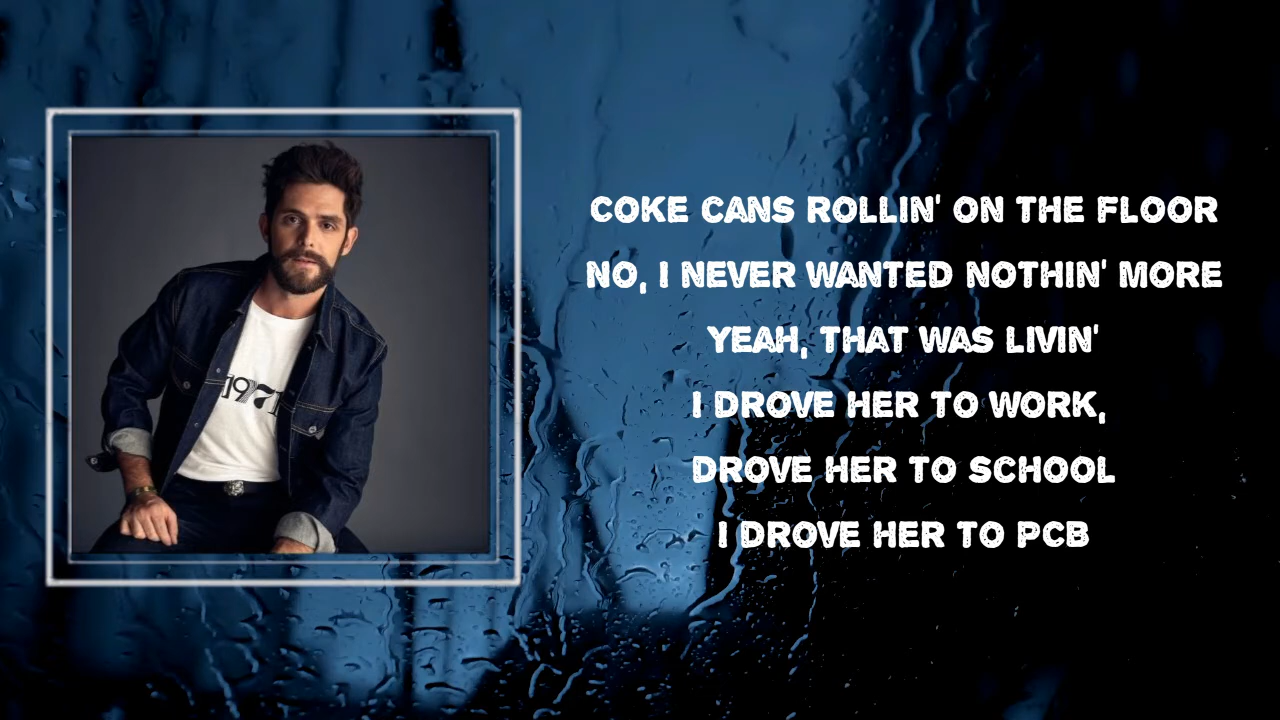 COKE CANS ROLLIN' ON THE FLOOR
NO, I NEVER WANTED NOTHIN' MORE
YEAH, THAT WAS LIVIN'
I DROVE HER TO WORK,
DROVE HER TO SCHOOL
I DROVE HER TO PCB